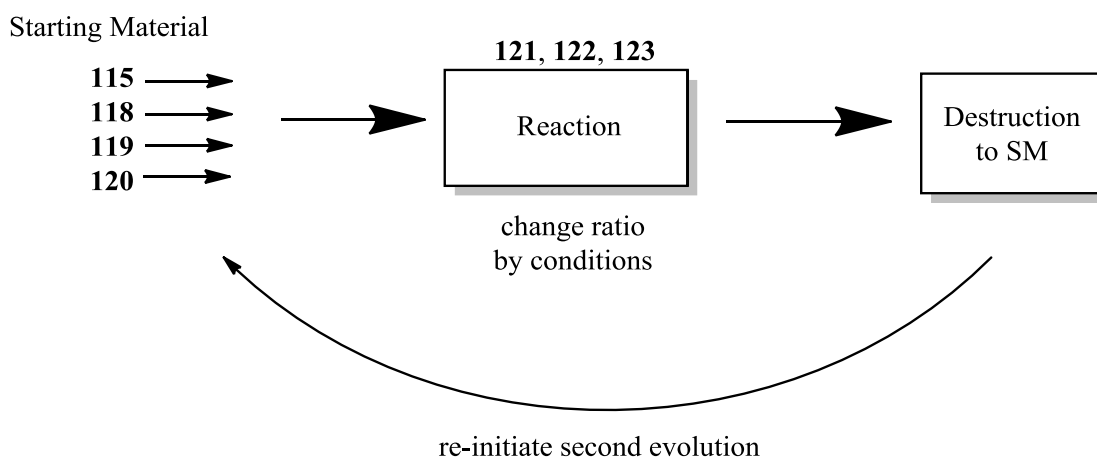 Starting Material
115
118
119
120
121, 122, 123
Reaction
change ratio
by conditions
Destruction
to SM
re-initiate second evolution